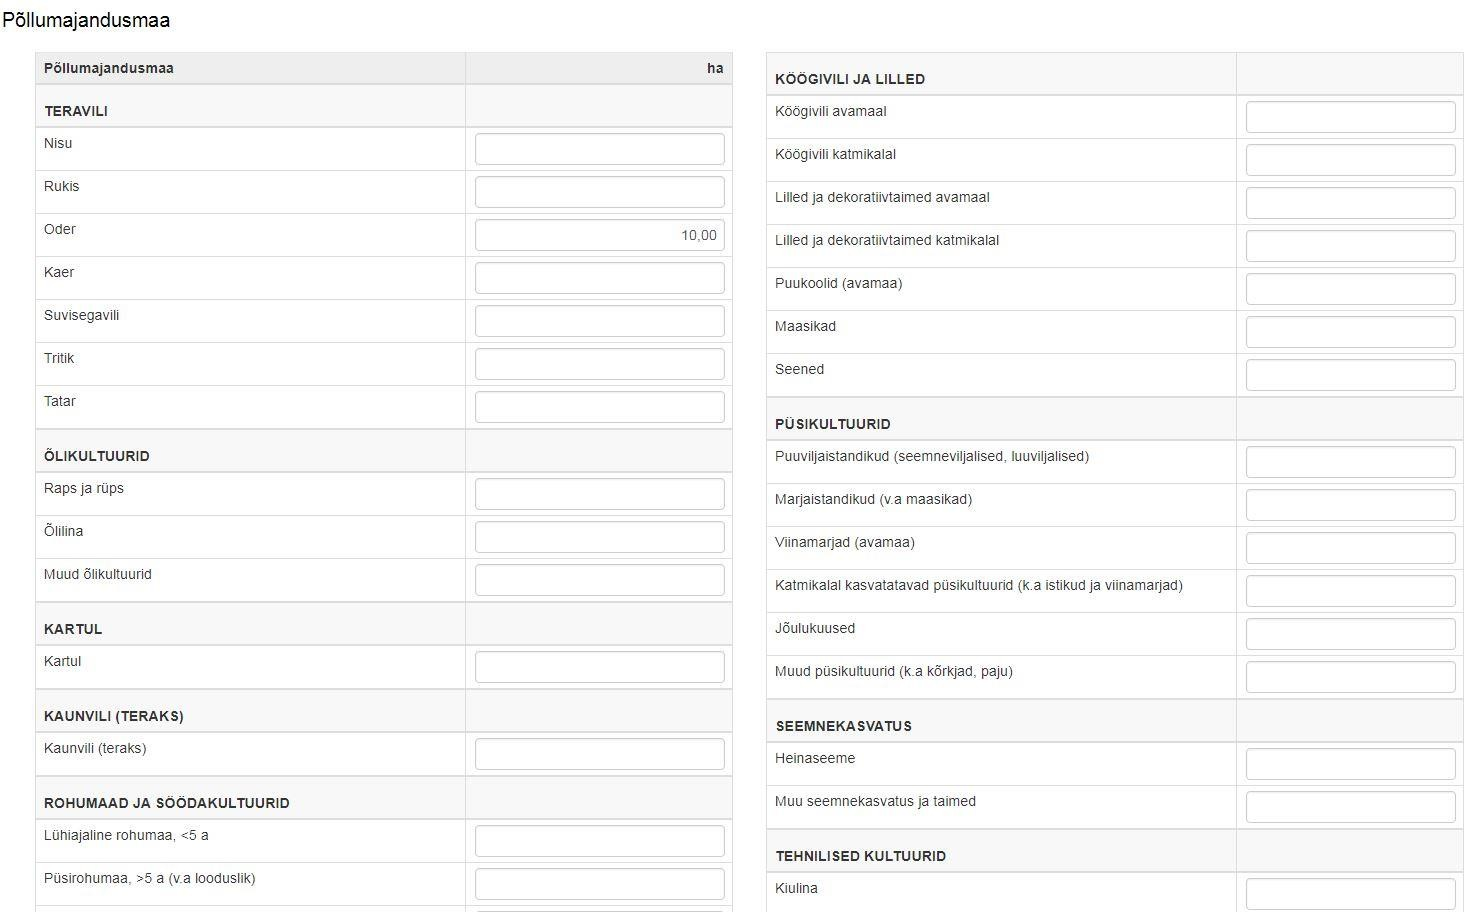 Põllumajandusmaa
Põllumajandusmaa ha
TERAVILI
Nisu
Rukis
Oder 10,00
Kaer
Suvisegavili
Tritik
Tatar
ÕLIKULTUURID
Raps ja rüps
Õlilina
Muud õlikultuurid
KARTUL
Kartul
KAUNVILI (TERAKS)
Kaunvili (teraks)
ROHUMAAD JA SÖÖDAKULTUURID
Lühiajaline rohumaa, <5 a
Püsirohumaa, >5 a (v.a looduslik)
KÖÖGIVILI JA LILLED
Köögivili avamaal
Köögivili katmikalal
Lilled ja dekoratiivtaimed avamaal
Lilled ja dekoratiivtaimed katmikalal
Puukoolid (avamaa)
Maasikad
Seened
PÜSIKULTUURID
Puuviljaistandikud (seemneviljalised, luuviljalised)
Marjaistandikud (v.a maasikad)
Viinamarjad (avamaa)
Katmikalal kasvatatavad püsikultuurid (k.a istikud ja viinamarjad)
Jõulukuused
Muud püsikultuurid (k.a kõrkjad, paju)
SEEMNEKASVATUS
Heinaseeme
Muu seemnekasvatus ja taimed
TEHNILISED KULTUURID
Kiulina